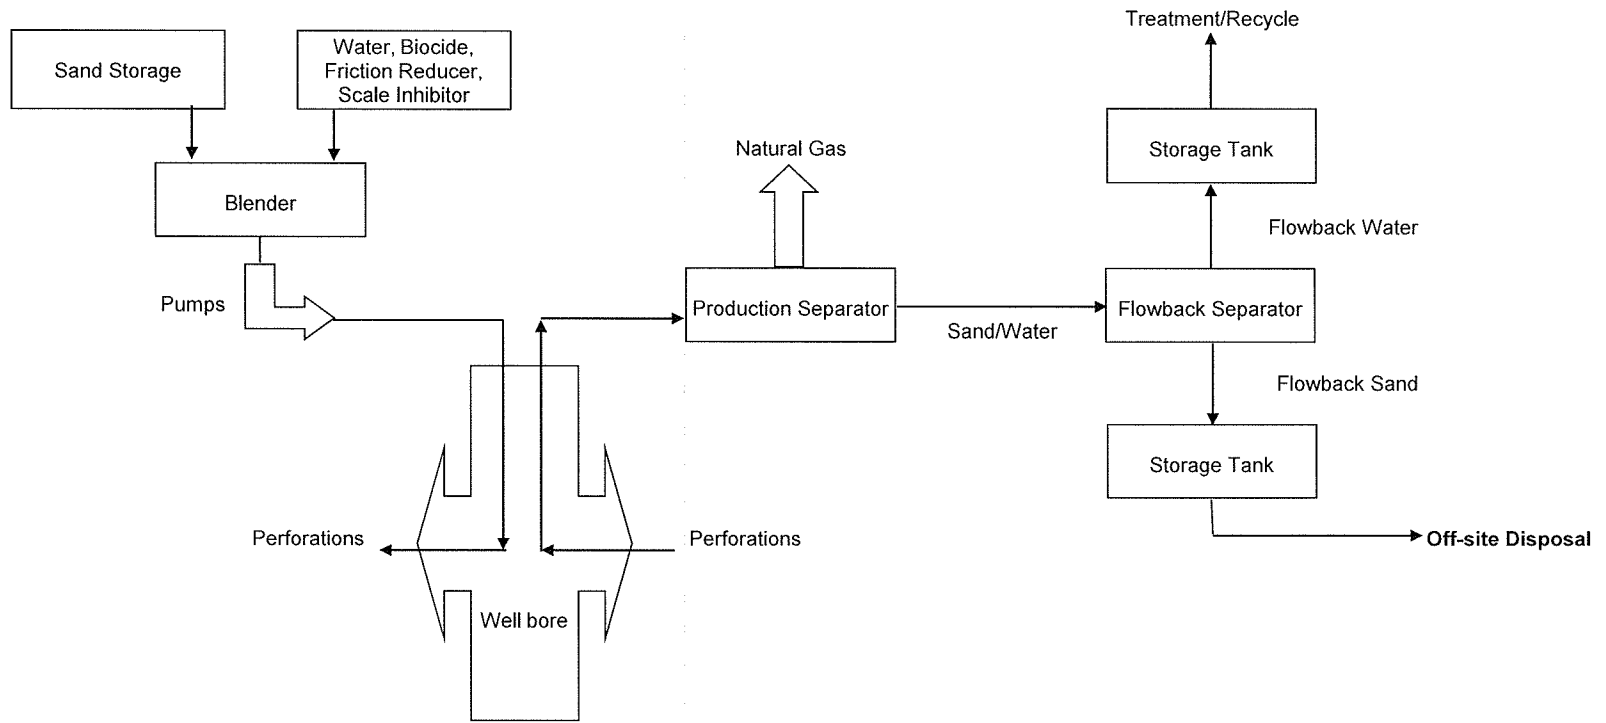 Treatment/Recycle
Sand Storage
Water, Biocide,
Friction Reducer,
Scale Inhibitor
Storage Tank
Natural Gas
Blender
Flowback Water
Pumps
Production Separator
Flowback Separator
Sand/Water
Flowback Sand
Storage Tank
Perforations
Perforations
Off-site Disposal
Well bore